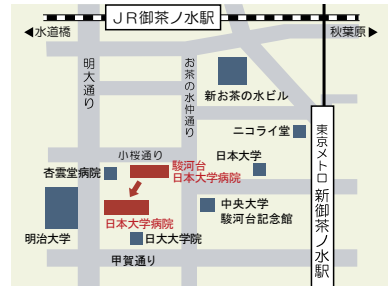 JR御茶ノ水駅
◀水道橋
秋葉原▶
明大通り
お茶の水仲通り
新お茶の水ビル
ニコライ堂
東京メトロ 新御茶ノ水駅
小桜通り
日本大学
杏雲堂病院
駿河台
日本大学病院
中央大学
駿河台記念館
日本大学病院
明治大学
日大大学院
甲賀通り